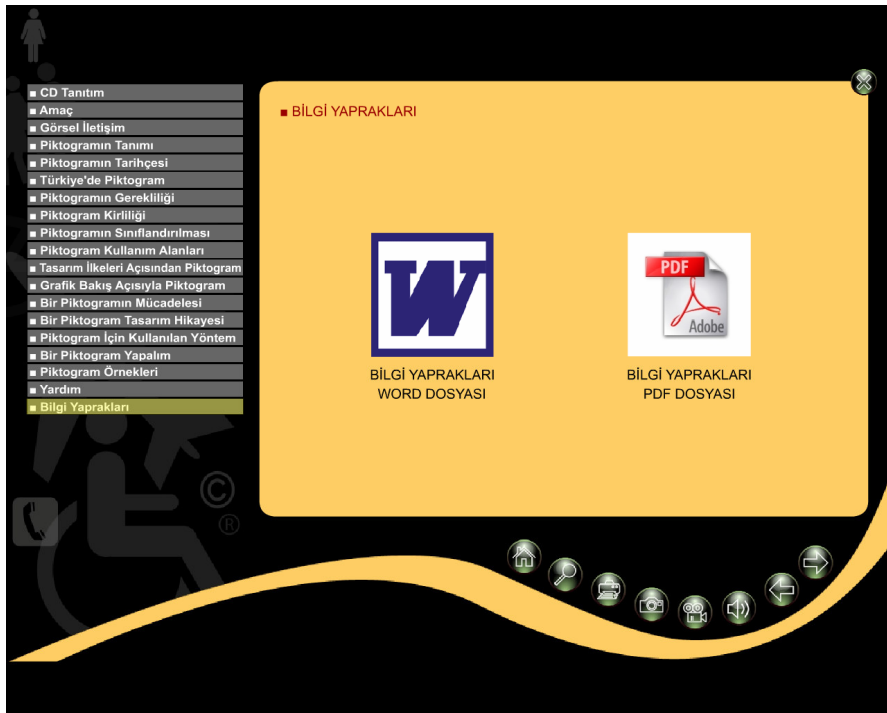 CD Tanıtım
Amaç
Görsel İletişim
Piktogramın Tanımı
Piktogramın Tarihçesi
Türkiye'de Piktogram
Piktogramın Gerekliliği
Piktogram Kirliliği
Piktogramın Sınıflandırılması
Piktogram Kullanım Alanları
Tasarım İlkeleri Açısından Piktogram
Grafik Bakış Açısıyla Piktogram
Bir Piktogramın Mücadelesi
Bir Piktogram Tasarım Hikayesi
Piktogram İçin Kullanılan Yöntem
Bir Piktogram Yapalım
Piktogram Örnekleri
Yardım
Bilgi Yaprakları
BİLGİ YAPRAKLARI
W
BİLGİ YAPRAKLARI
WORD DOSYASI
PDF
Adobe
BİLGİ YAPRAKLARI
PDF DOSYASI
©
®